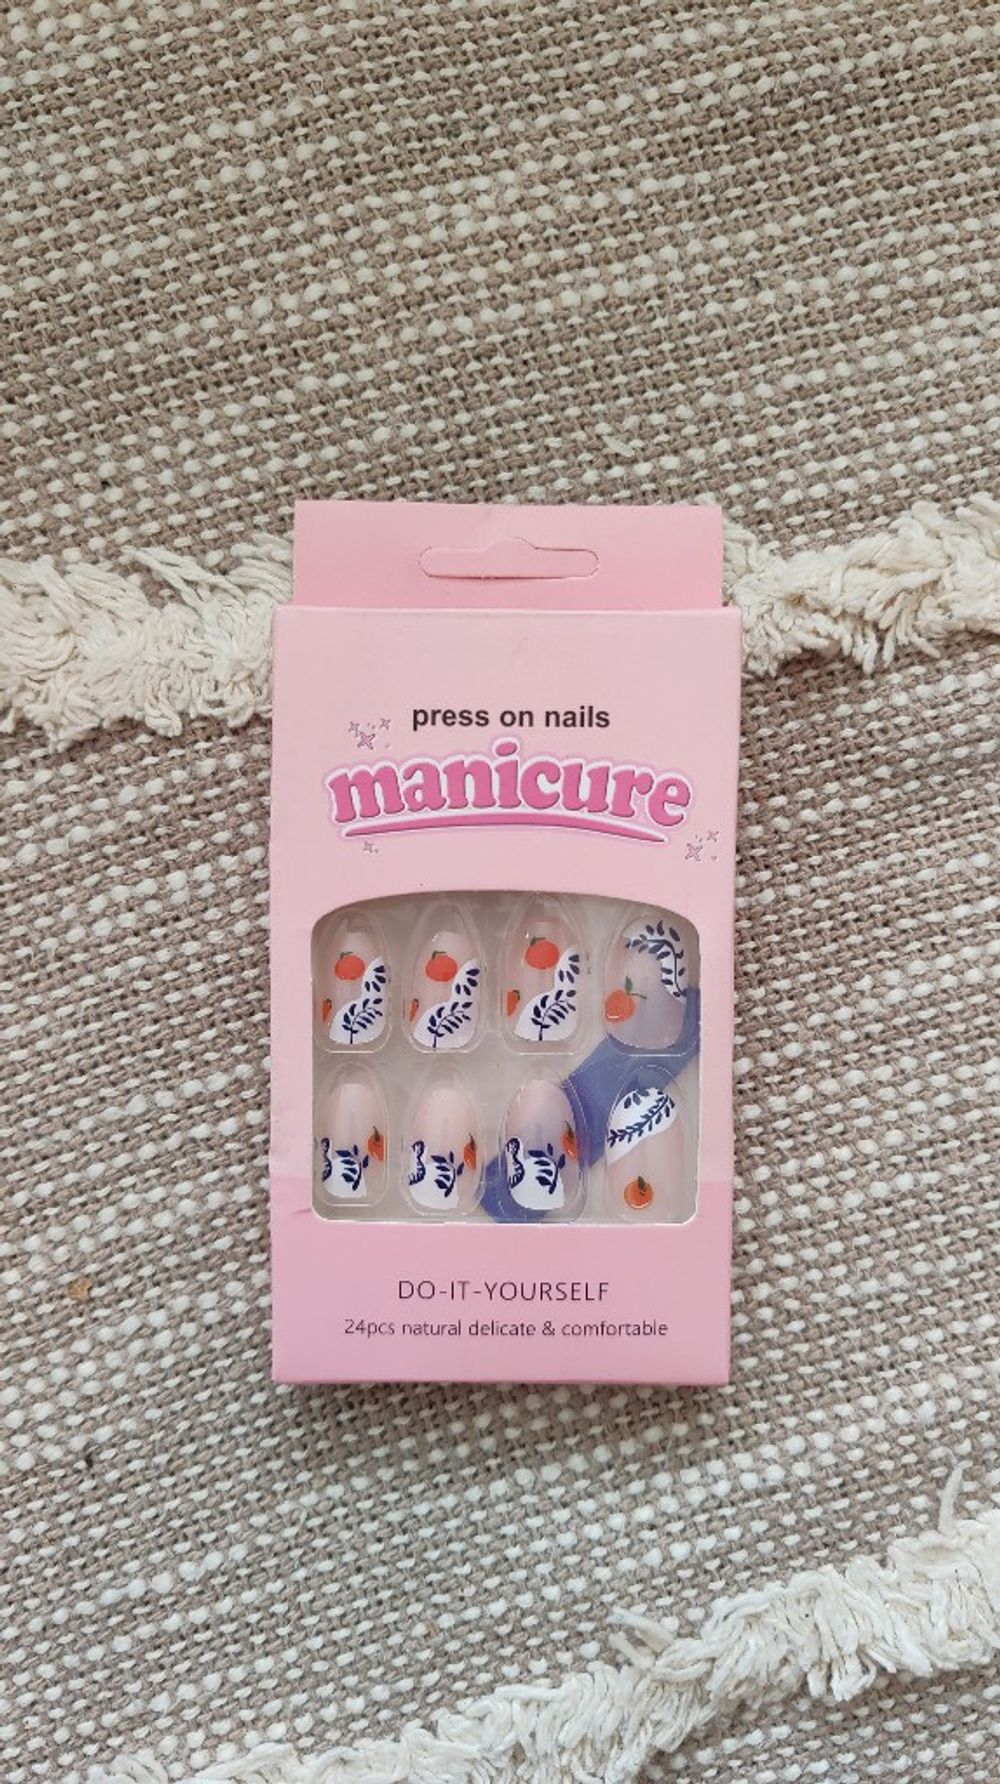 press on nails
manicure
DO-IT-YOURSELF
24pcs natural delicate & comfortable